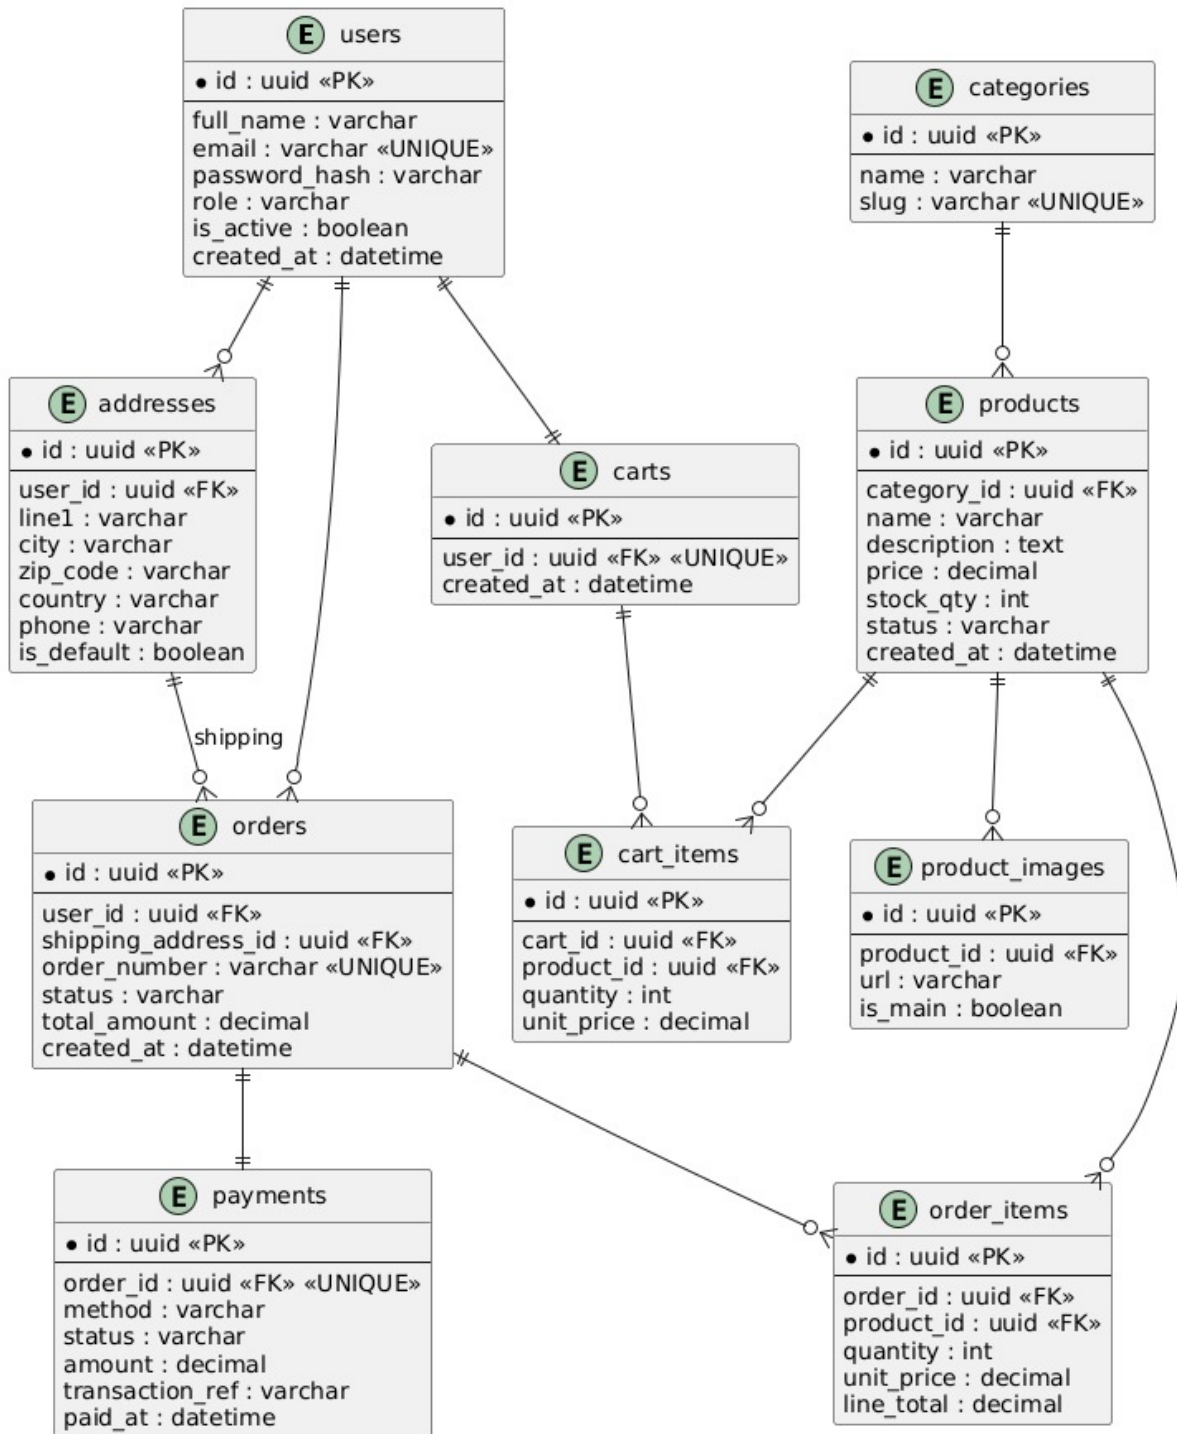 E users
id : uuid «PK»
full_name : varchar
email : varchar «UNIQUE»
password_hash : varchar
role : varchar
is_active : boolean
created_at : datetime
E categories
id : uuid «PK»
name : varchar
slug : varchar «UNIQUE»
E addresses
id : uuid «PK»
user_id : uuid «FK»
line1 : varchar
city : varchar
zip_code : varchar
country : varchar
phone : varchar
is_default : boolean
E carts
id : uuid «PK»
user_id : uuid «FK» «UNIQUE»
created_at : datetime
E products
id : uuid «PK»
category_id : uuid «FK»
name : varchar
description : text
price : decimal
stock_qty : int
status : varchar
created_at : datetime
shipping
E orders
id : uuid «PK»
user_id : uuid «FK»
shipping_address_id : uuid «FK»
order_number : varchar «UNIQUE»
status : varchar
total_amount : decimal
created_at : datetime
E cart_items
id : uuid «PK»
cart_id : uuid «FK»
product_id : uuid «FK»
quantity : int
unit_price : decimal
E product_images
id : uuid «PK»
product_id : uuid «FK»
url : varchar
is_main : boolean
E payments
id : uuid «PK»
order_id : uuid «FK» «UNIQUE»
method : varchar
status : varchar
amount : decimal
transaction_ref : varchar
paid_at : datetime
E order_items
id : uuid «PK»
order_id : uuid «FK»
product_id : uuid «FK»
quantity : int
unit_price : decimal
line_total : decimal